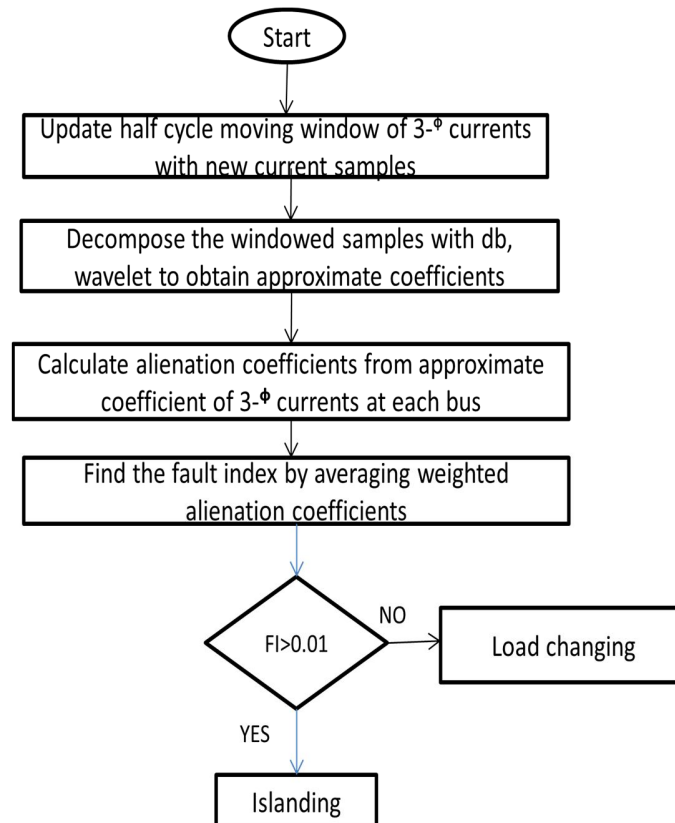 Start
Update half cycle moving window of 3-ᶲ currents
with new current samples
Decompose the windowed samples with db,
wavelet to obtain approximate coefficients
Calculate alienation coefficients from approximate
coefficient of 3-ᶲ currents at each bus
Find the fault index by averaging weighted
alienation coefficients
FI>0.01
NO
Load changing
YES
Islanding